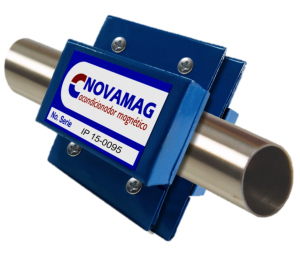 NOVAMAG
acondicionador magnético
No. Serie
IP 15-0095